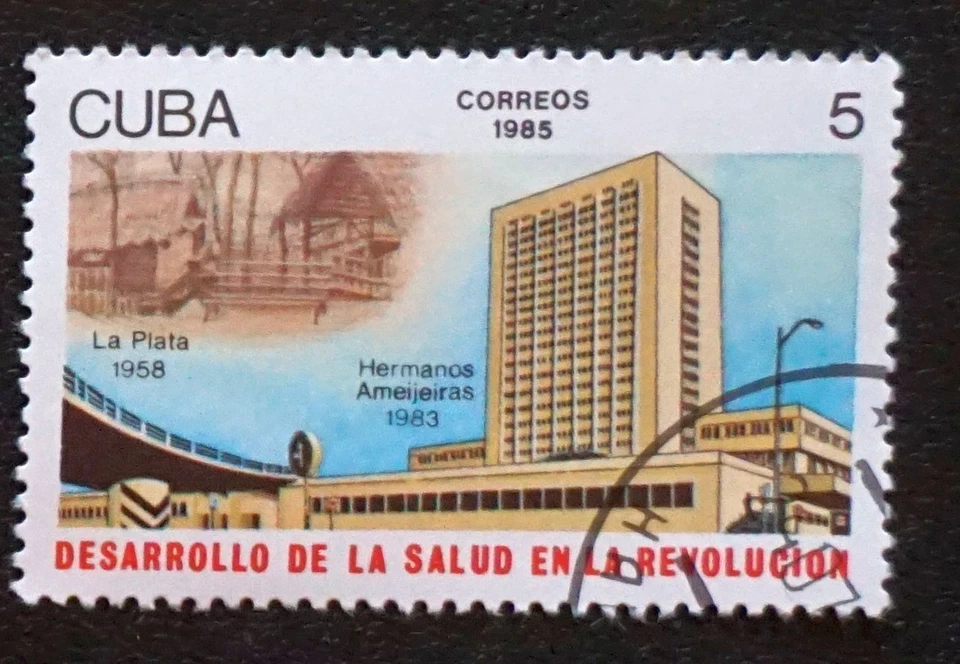 CUBA
CORREOS
1985
5
La Plata
1958
Hermanos
Ameijeiras
1983
DESARROLLO DE LA SALUD EN LA REVOLUCION